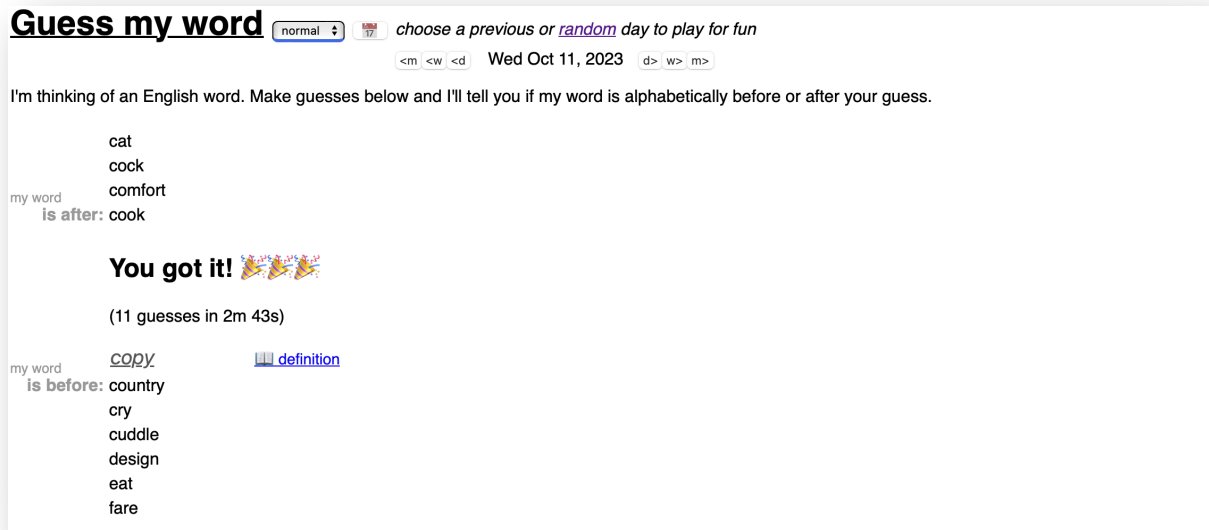 Guess my word normal choose a previous or random day to play for fun
<m <w <d Wed Oct 11, 2023 d> w> m>
I'm thinking of an English word. Make guesses below and I'll tell you if my word is alphabetically before or after your guess.
cat
cock
comfort
my word
is after: cook
You got it! 🎉🎉🎉
(11 guesses in 2m 43s)
copy 📖 definition
my word
is before: country
cry
cuddle
design
eat
fare